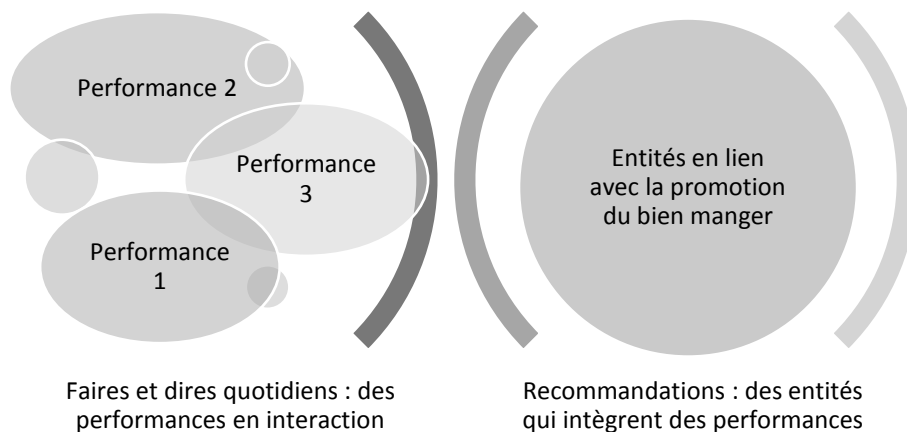 Performance 2
Performance
3
Performance
1
Entités en lien
avec la promotion
du bien manger
Faires et dires quotidiens : des
performances en interaction
Recommandations : des entités
qui intègrent des performances